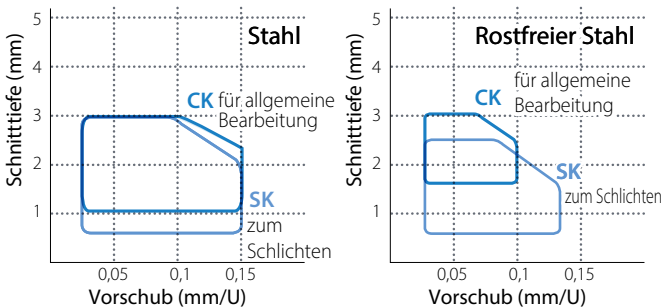 Stahl
Schnitttiefe (mm)
5
4
3
2
1
CK für allgemeine
Bearbeitung
SK
zum
Schlichten
0,05 0,1 0,15
Vorschub (mm/U)
Rostfreier Stahl
Schnitttiefe (mm)
5
4
3
2
1
für allgemeine
CK Bearbeitung
SK
zum Schlichten
0,05 0,1 0,15
Vorschub (mm/U)